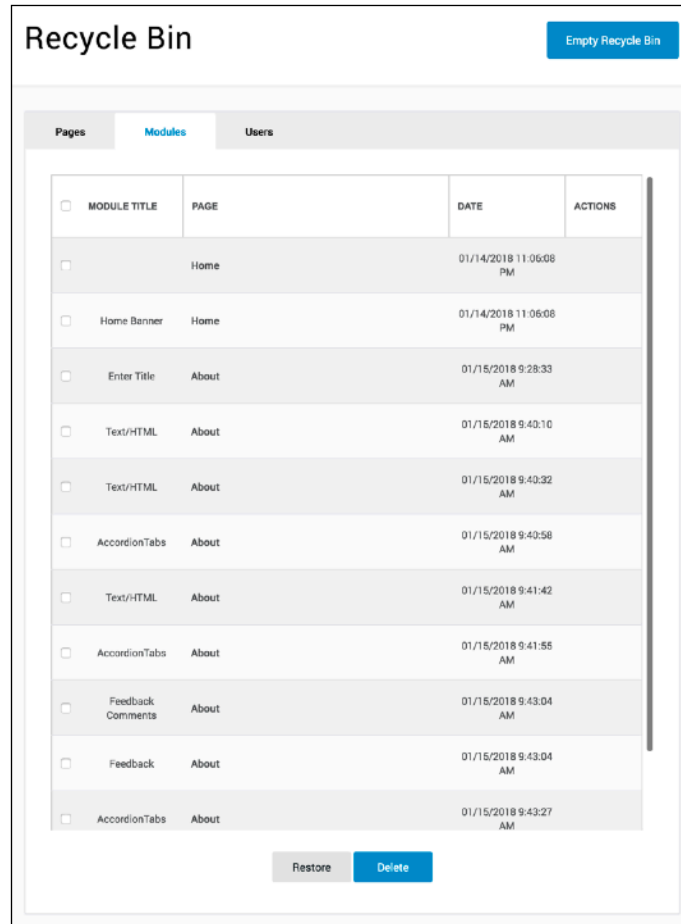 Recycle Bin
Empty Recycle Bin
Pages Modules Users
MODULE TITLE PAGE DATE ACTIONS
Home 01/14/2018 11:06:08
PM
Home Banner Home 01/14/2018 11:06:08
PM
Enter Title About 01/15/2018 9:28:33
AM
Text/HTML About 01/15/2018 9:40:10
AM
Text/HTML About 01/15/2018 9:40:32
AM
AccordionTabs About 01/15/2018 9:40:58
AM
Text/HTML About 01/15/2018 9:41:42
AM
AccordionTabs About 01/15/2018 9:41:55
AM
Feedback
Comments About 01/15/2018 9:43:04
AM
Feedback About 01/15/2018 9:43:04
AM
AccordionTabs About 01/15/2018 9:43:27
AM
Restore Delete